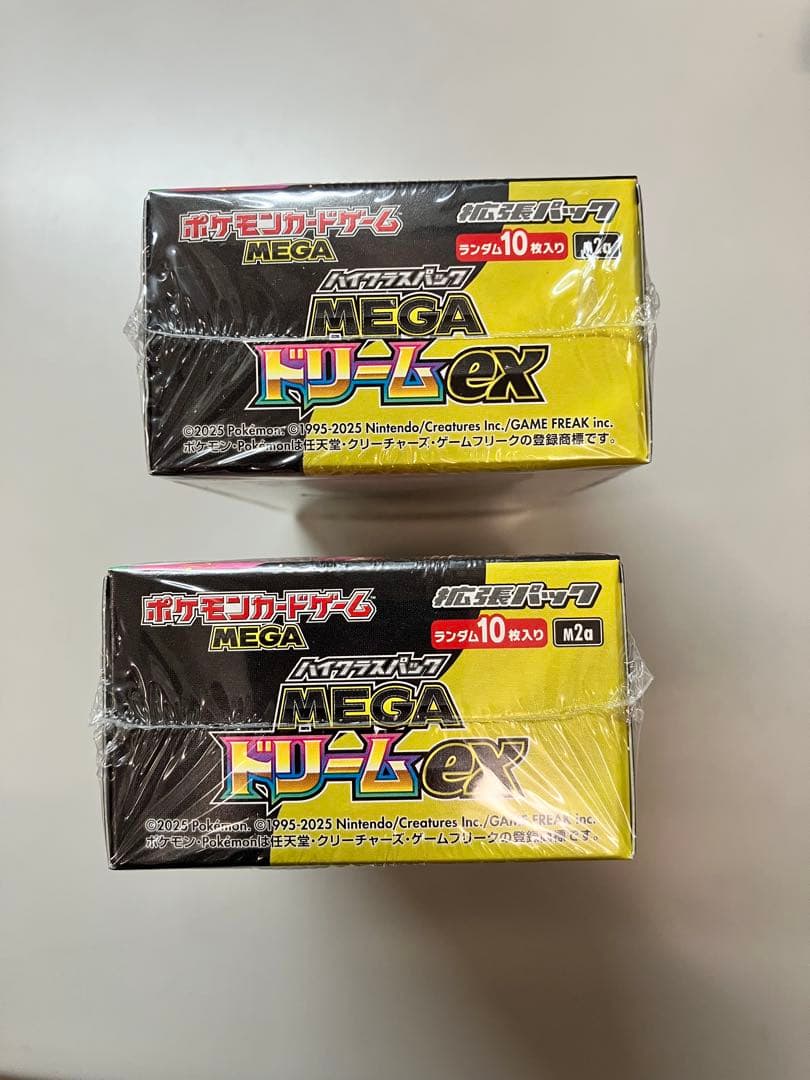 ポケモンカードゲーム
MEGA
拡張パック
ランダム10枚入り
M2a
ハイクラスパック
MEGA
ドリームex
©2025 Pokémon. ©1995-2025 Nintendo/Creatures Inc./GAME FREAK inc.
ポケモン・Pokémonは任天堂・クリーチャーズ・ゲームフリークの登録商標です。
ポケモンカードゲーム
MEGA
拡張パック
ランダム10枚入り
M2a
ハイクラスパック
MEGA
ドリームex
©2025 Pokémon. ©1995-2025 Nintendo/Creatures Inc./GAME FREAK inc.
ポケモン・Pokémonは任天堂・クリーチャーズ・ゲームフリークの登録商標です。